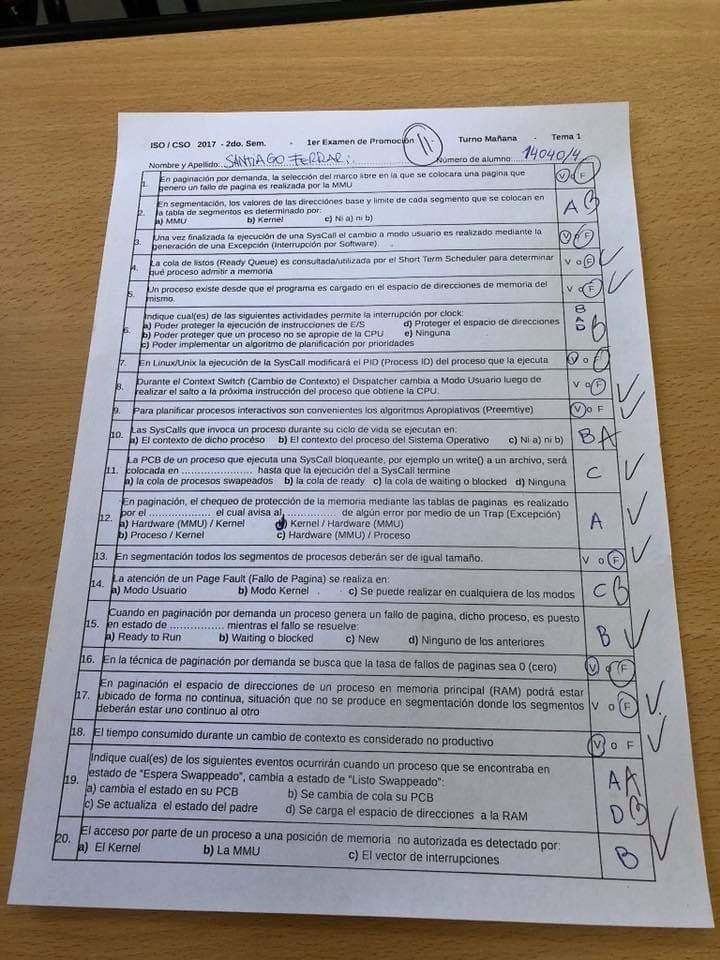 ISO / CSO 2017 - 2do. Sem. - 1er Examen de Promoción 11. Turno Mañana - Tema 1
Nombre y Apellido: SANTIAGO FERRARI. Número de alumno: 14040/4
1. En paginación por demanda, la selección del marco libre en la que se colocara una pagina que V o F
genero un fallo de pagina es realizada por la MMU
2. En segmentación, los valores de las direcciónes base y limite de cada segmento que se colocan en A B
la tabla de segmentos es determinado por:
a) MMU b) Kernel c) Ni a) ni b)
3. Una vez finalizada la ejecución de una SysCall el cambio a modo usuario es realizado mediante la V o F
generación de una Excepción (Interrupción por Software)
4. La cola de listos (Ready Queue) es consultada/utilizada por el Short Term Scheduler para determinar V o F
qué proceso admitir a memoria
5. Un proceso existe desde que el programa es cargado en el espacio de direcciones de memoria del V o F
mismo.
6. Indique cual(es) de las siguientes actividades permite la interrupción por clock: B
a) Poder proteger la ejecución de instrucciones de E/S d) Proteger el espacio de direcciones A B
b) Poder proteger que un proceso no se apropie de la CPU e) Ninguna D
c) Poder implementar un algoritmo de planificación por prioridades
7. En Linux/Unix la ejecución de la SysCall modificará el PID (Process ID) del proceso que la ejecuta V o F
8. Durante el Context Switch (Cambio de Contexto) el Dispatcher cambia a Modo Usuario luego de V o F
realizar el salto a la próxima instrucción del proceso que obtiene la CPU.
9. Para planificar procesos interactivos son convenientes los algoritmos Apropiativos (Preemtive) V o F
10. Las SysCalls que invoca un proceso durante su ciclo de vida se ejecutan en: B A
a) El contexto de dicho procéso b) El contexto del proceso del Sistema Operativo c) Ni a) ni b)
11. La PCB de un proceso que ejecuta una SysCall bloqueante, por ejemplo un write() a un archivo, será C
colocada en ........................ hasta que la ejecución del a SysCall termine
a) la cola de procesos swapeados b) la cola de ready c) la cola de waiting o blocked d) Ninguna
12. En paginación, el chequeo de protección de la memoria mediante las tablas de paginas es realizado A
por el ..................... el cual avisa al ................. de algún error por medio de un Trap (Excepción)
a) Hardware (MMU) / Kernel Kernel / Hardware (MMU)
b) Proceso / Kernel c) Hardware (MMU) / Proceso
13. En segmentación todos los segmentos de procesos deberán ser de igual tamaño. V o F
14. La atención de un Page Fault (Fallo de Pagina) se realiza en: C B
a) Modo Usuario b) Modo Kernel . c) Se puede realizar en cualquiera de los modos
15. Cuando en paginación por demanda un proceso genera un fallo de pagina, dicho proceso, es puesto B
en estado de ................ mientras el fallo se resuelve:
a) Ready to Run b) Waiting o blocked c) New d) Ninguno de los anteriores
16. En la técnica de paginación por demanda se busca que la tasa de fallos de paginas sea 0 (cero) V o F
17. En paginación el espacio de direcciones de un proceso en memoria principal (RAM) podrá estar V o F
ubicado de forma no continua, situación que no se produce en segmentación donde los segmentos
deberán estar uno continuo al otro
18. El tiempo consumido durante un cambio de contexto es considerado no productivo V o F
19. Indique cual(es) de los siguientes eventos ocurrirán cuando un proceso que se encontraba en A A
estado de "Espera Swappeado", cambia a estado de "Listo Swappeado": D B
a) cambia el estado en su PCB b) Se cambia de cola su PCB
c) Se actualiza el estado del padre d) Se carga el espacio de direcciones a la RAM
20. El acceso por parte de un proceso a una posición de memoria no autorizada es detectado por: B
a) El Kernel b) La MMU c) El vector de interrupciones